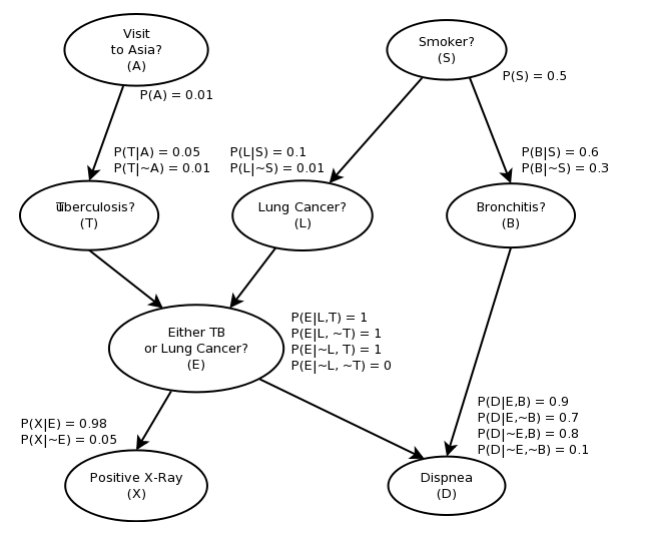 Visit
to Asia?
(A)
P(A) = 0.01
Smoker?
(S)
P(S) = 0.5
P(T|A) = 0.05
P(T|~A) = 0.01
P(L|S) = 0.1
P(L|~S) = 0.01
P(B|S) = 0.6
P(B|~S) = 0.3
Tuberculosis?
(T)
Lung Cancer?
(L)
Bronchitis?
(B)
Either TB
or Lung Cancer?
(E)
P(E|L,T) = 1
P(E|L, ~T) = 1
P(E|~L, T) = 1
P(E|~L, ~T) = 0
P(X|E) = 0.98
P(X|~E) = 0.05
P(D|E,B) = 0.9
P(D|E,~B) = 0.7
P(D|~E,B) = 0.8
P(D|~E,~B) = 0.1
Positive X-Ray
(X)
Dispnea
(D)